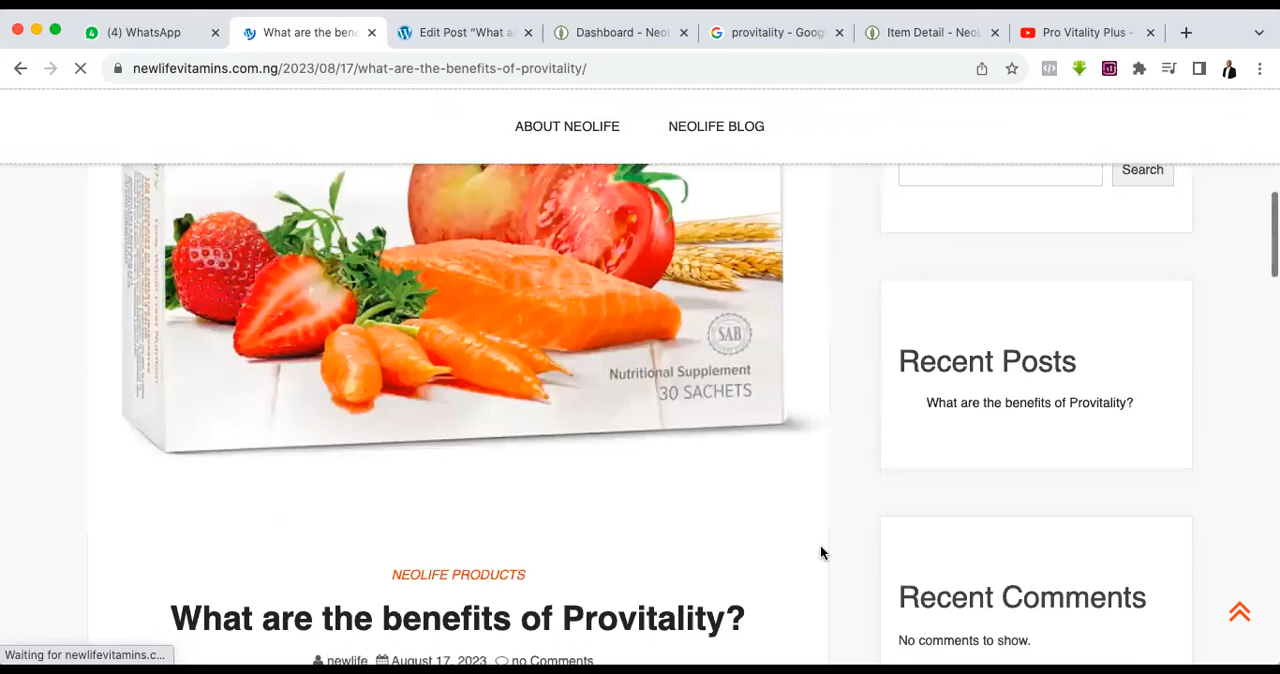 (4) WhatsApp
What are the ben
Edit Post “What a
Dashboard - Neol
provitality - Goog
Item Detail - Neol
Pro Vitality Plus -
newlifevitamins.com.ng/2023/08/17/what-are-the-benefits-of-provitality/
ABOUT NEOLIFE
NEOLIFE BLOG
Search
SAB
Nutritional Supplement
30 SACHETS
Recent Posts
What are the benefits of Provitality?
NEOLIFE PRODUCTS
What are the benefits of Provitality?
newlife August 17, 2023 no Comments
Recent Comments
No comments to show.
Waiting for newlifevitamins.c...